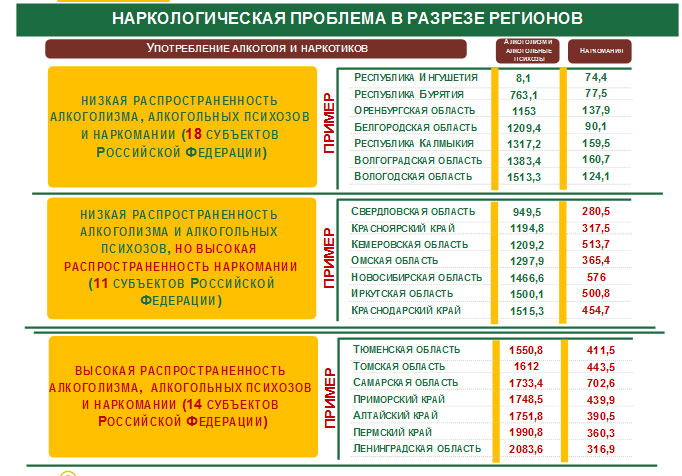 НАРКОЛОГИЧЕСКАЯ ПРОБЛЕМА В РАЗРЕЗЕ РЕГИОНОВ
УПОТРЕБЛЕНИЕ АЛКОГОЛЯ И НАРКОТИКОВ
АЛКОГОЛИЗМ И
АЛКОГОЛЬНЫЕ
ПСИХОЗЫ
НАРКОМАНИЯ
НИЗКАЯ РАСПРОСТРАНЕННОСТЬ
АЛКОГОЛИЗМА, АЛКОГОЛЬНЫХ ПСИХОЗОВ
И НАРКОМАНИИ (18 СУБЪЕКТОВ
РОССИЙСКОЙ ФЕДЕРАЦИИ)
ПРИМЕР
РЕСПУБЛИКА ИНГУШЕТИЯ 8,1 74,4
РЕСПУБЛИКА БУРЯТИЯ 763,1 77,5
ОРЕНБУРГСКАЯ ОБЛАСТЬ 1153 137,9
БЕЛГОРОДСКАЯ ОБЛАСТЬ 1209,4 90,1
РЕСПУБЛИКА КАЛМЫКИЯ 1317,2 159,5
ВОЛГОГРАДСКАЯ ОБЛАСТЬ 1383,4 160,7
ВОЛОГОДСКАЯ ОБЛАСТЬ 1513,3 124,1
НИЗКАЯ РАСПРОСТРАНЕННОСТЬ
АЛКОГОЛИЗМА И АЛКОГОЛЬНЫХ
ПСИХОЗОВ, НО ВЫСОКАЯ
РАСПРОСТРАНЕННОСТЬ НАРКОМАНИИ
(11 СУБЪЕКТОВ РОССИЙСКОЙ
ФЕДЕРАЦИИ)
ПРИМЕР
СВЕРДЛОВСКАЯ ОБЛАСТЬ 949,5 280,5
КРАСНОЯРСКИЙ КРАЙ 1194,8 317,5
КЕМЕРОВСКАЯ ОБЛАСТЬ 1209,2 513,7
ОМСКАЯ ОБЛАСТЬ 1297,9 365,4
НОВОСИБИРСКАЯ ОБЛАСТЬ 1466,6 576
ИРКУТСКАЯ ОБЛАСТЬ 1500,1 500,8
КРАСНОДАРСКИЙ КРАЙ 1515,3 454,7
ВЫСОКАЯ РАСПРОСТРАНЕННОСТЬ
АЛКОГОЛИЗМА, АЛКОГОЛЬНЫХ ПСИХОЗОВ
И НАРКОМАНИИ (14 СУБЪЕКТОВ
РОССИЙСКОЙ ФЕДЕРАЦИИ)
ПРИМЕР
ТЮМЕНСКАЯ ОБЛАСТЬ 1550,8 411,5
ТОМСКАЯ ОБЛАСТЬ 1612 443,5
САМАРСКАЯ ОБЛАСТЬ 1733,4 702,6
ПРИМОРСКИЙ КРАЙ 1748,5 439,9
АЛТАЙСКИЙ КРАЙ 1751,8 390,5
ПЕРМСКИЙ КРАЙ 1990,8 360,3
ЛЕНИНГРАДСКАЯ ОБЛАСТЬ 2083,6 316,9